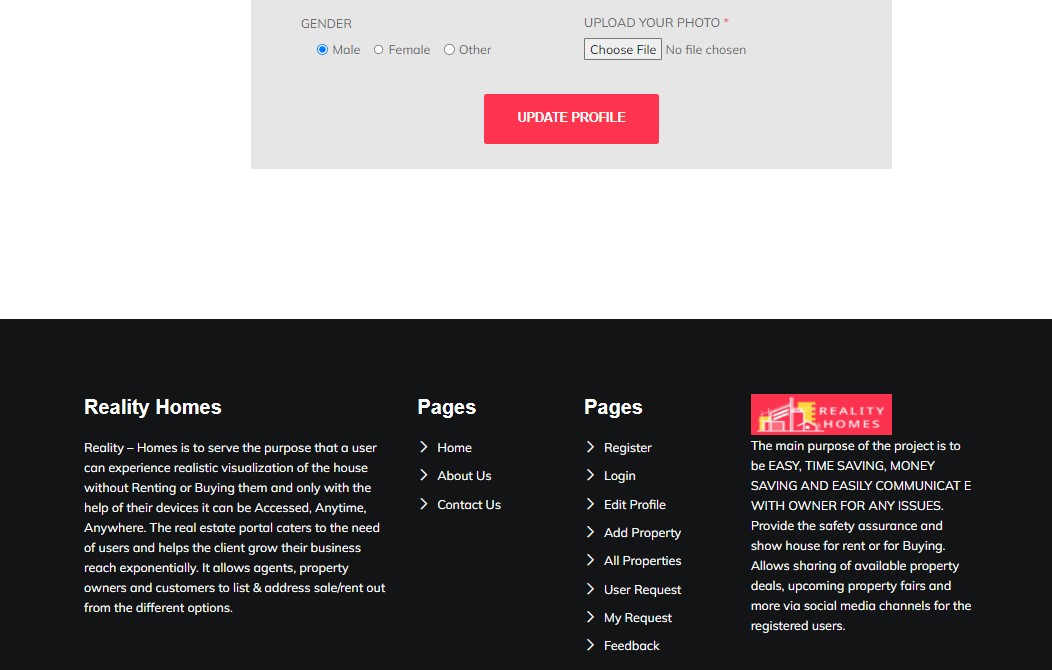 GENDER
Male Female Other
UPLOAD YOUR PHOTO *
Choose File No file chosen
UPDATE PROFILE
Reality Homes
Reality – Homes is to serve the purpose that a user
can experience realistic visualization of the house
without Renting or Buying them and only with the
help of their devices it can be Accessed, Anytime,
Anywhere. The real estate portal caters to the need
of users and helps the client grow their business
reach exponentially. It allows agents, property
owners and customers to list & address sale/rent out
from the different options.
Pages
Home
About Us
Contact Us
Pages
Register
Login
Edit Profile
Add Property
All Properties
User Request
My Request
Feedback
REALITY
HOMES
The main purpose of the project is to
be EASY, TIME SAVING, MONEY
SAVING AND EASILY COMMUNICAT E
WITH OWNER FOR ANY ISSUES.
Provide the safety assurance and
show house for rent or for Buying.
Allows sharing of available property
deals, upcoming property fairs and
more via social media channels for the
registered users.